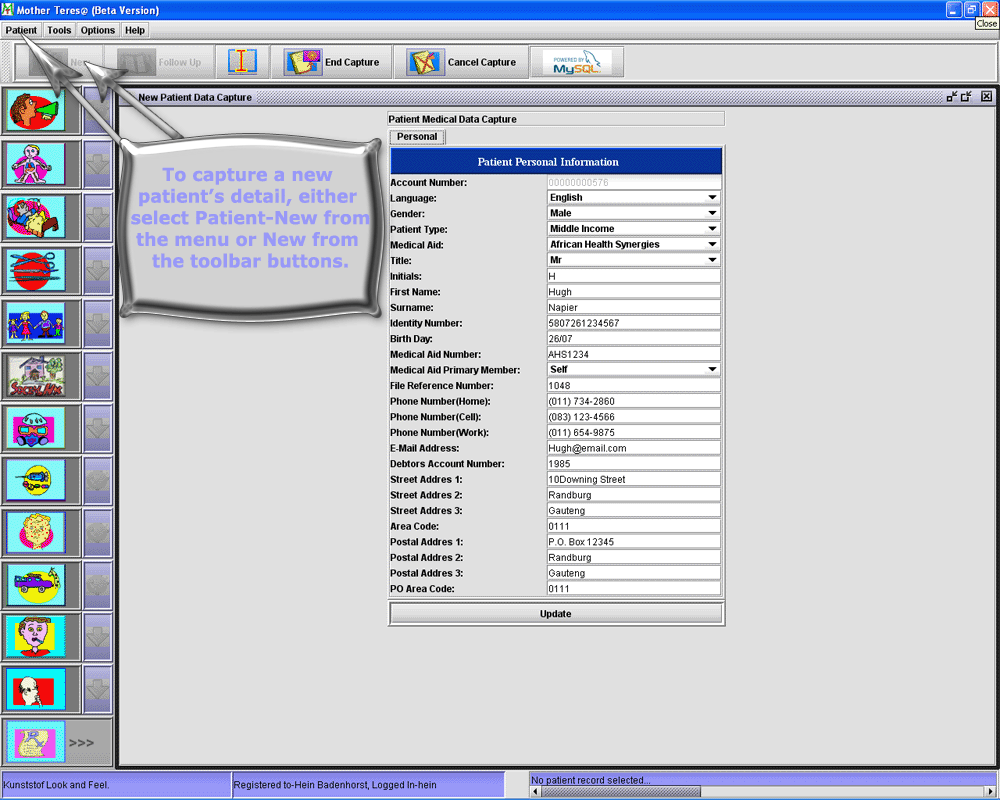 Mother Teres@ (Beta Version)
Close
Patient Tools Options Help
New Follow Up End Capture Cancel Capture POWERED BY MySQL
New Patient Data Capture
To capture a new
patient's detail, either
select Patient-New from
the menu or New from
the toolbar buttons.
Patient Medical Data Capture
Personal
Patient Personal Information
Account Number: 00000000576
Language: English
Gender: Male
Patient Type: Middle Income
Medical Aid: African Health Synergies
Title: Mr
Initials: H
First Name: Hugh
Surname: Napier
Identity Number: 5807261234567
Birth Day: 26/07
Medical Aid Number: AHS1234
Medical Aid Primary Member: Self
File Reference Number: 1048
Phone Number(Home): (011) 734-2860
Phone Number(Cell): (083) 123-4566
Phone Number(Work): (011) 654-9875
E-Mail Address: Hugh@email.com
Debtors Account Number: 1985
Street Addres 1: 10Downing Street
Street Addres 2: Randburg
Street Addres 3: Gauteng
Area Code: 0111
Postal Addres 1: P.O. Box 12345
Postal Addres 2: Randburg
Postal Addres 3: Gauteng
PO Area Code: 0111
Update
>>>
Kunststof Look and Feel.
Registered to-Hein Badenhorst, Logged In-hein
No patient record selected...